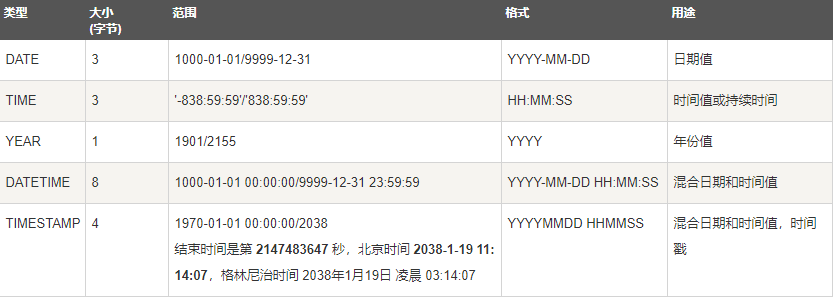 类型 大小 范围 格式 用途
(字节)
DATE 3 1000-01-01/9999-12-31 YYYY-MM-DD 日期值
TIME 3 '-838:59:59'/'838:59:59' HH:MM:SS 时间值或持续时间
YEAR 1 1901/2155 YYYY 年份值
DATETIME 8 1000-01-01 00:00:00/9999-12-31 23:59:59 YYYY-MM-DD HH:MM:SS 混合日期和时间值
TIMESTAMP 4 1970-01-01 00:00:00/2038 YYYYMMDD HHMMSS 混合日期和时间值，时间
结束时间是第 2147483647 秒，北京时间 2038-1-19 11: 戳
14:07，格林尼治时间 2038年1月19日 凌晨 03:14:07